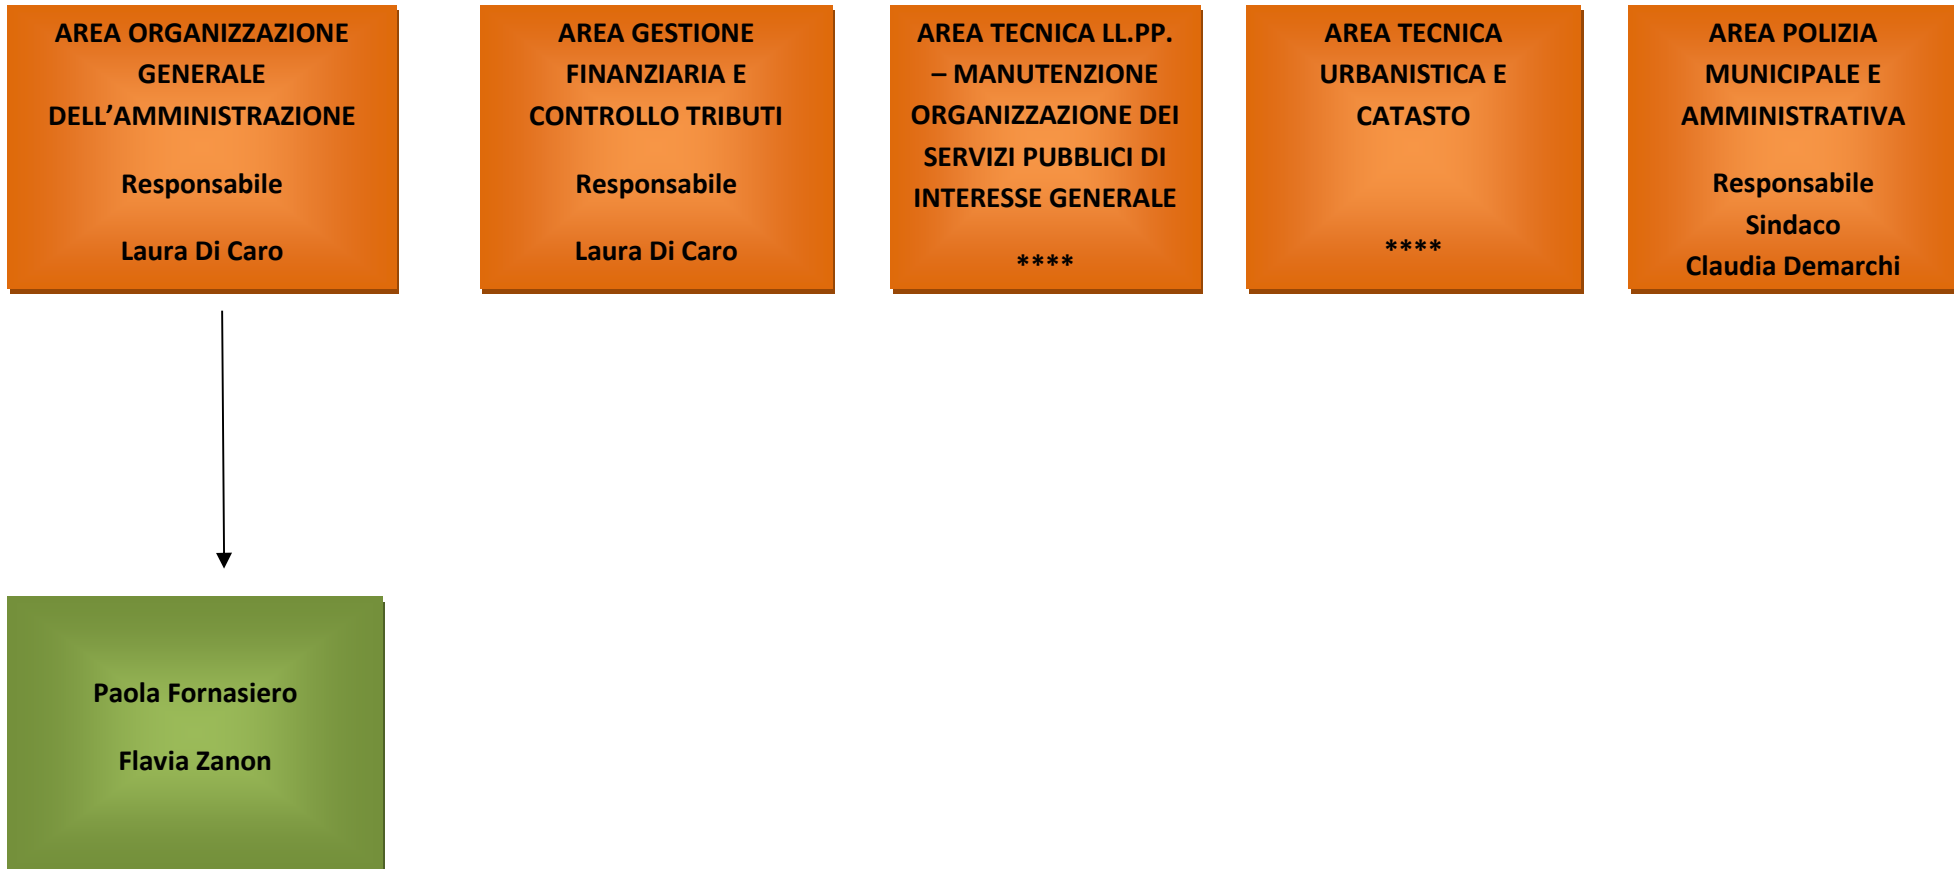 AREA ORGANIZZAZIONE
GENERALE
DELL’AMMINISTRAZIONE
Responsabile
Laura Di Caro
AREA GESTIONE
FINANZIARIA E
CONTROLLO TRIBUTI
Responsabile
Laura Di Caro
AREA TECNICA LL.PP.
– MANUTENZIONE
ORGANIZZAZIONE DEI
SERVIZI PUBBLICI DI
INTERESSE GENERALE
****
AREA TECNICA
URBANISTICA E
CATASTO
****
AREA POLIZIA
MUNICIPALE E
AMMINISTRATIVA
Responsabile
Sindaco
Claudia Demarchi
Paola Fornasiero
Flavia Zanon